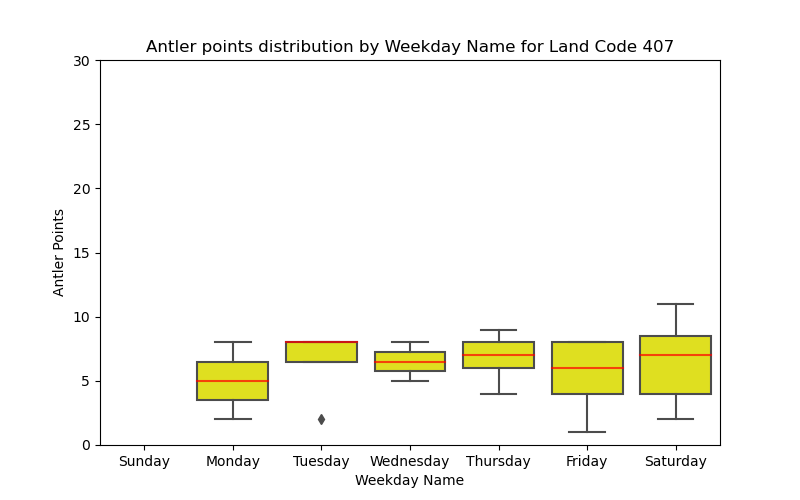 Antler points distribution by Weekday Name for Land Code 407
30
25
20
15
10
5
0
Antler Points
Sunday Monday Tuesday Wednesday Thursday Friday Saturday
Weekday Name